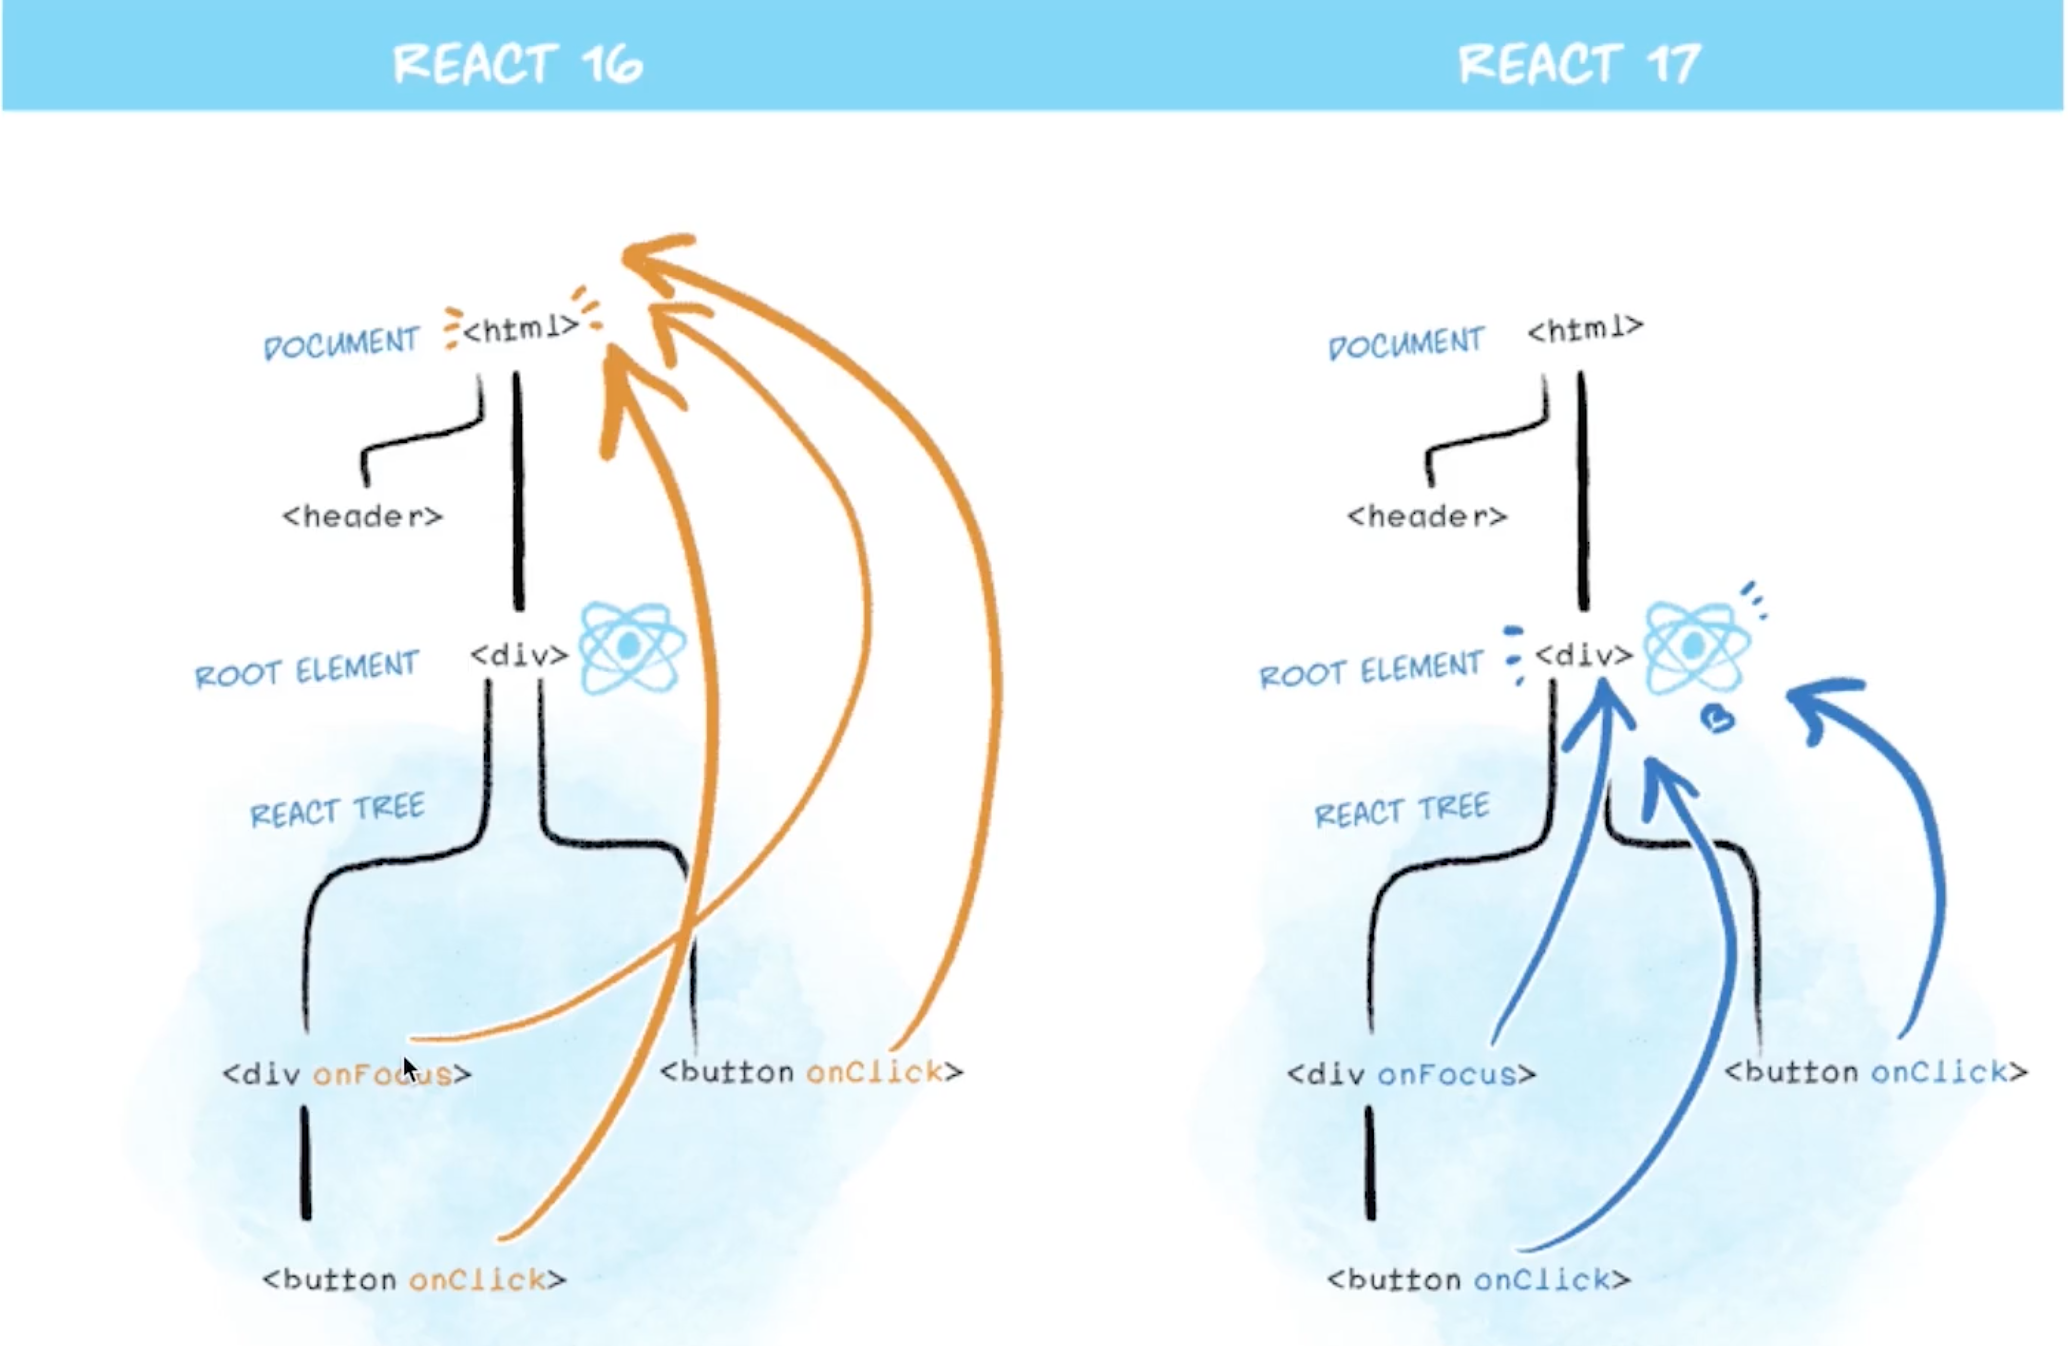 REACT 16
DOCUMENT <html>
<header>
ROOT ELEMENT <div>
REACT TREE
<div onFocus>
<button onClick>
<button onClick>
REACT 17
DOCUMENT <html>
<header>
ROOT ELEMENT <div>
REACT TREE
<div onFocus>
<button onClick>
<button onClick>